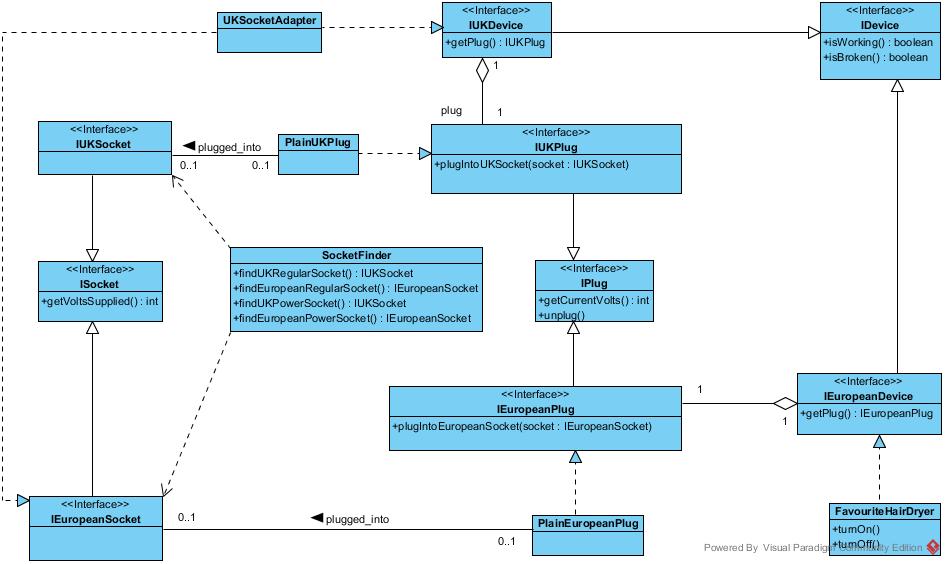 UKSocketAdapter
<<Interface>>
IUKDevice
+getPlug() : IUKPlug
1
<<Interface>>
IDevice
+isWorking() : boolean
+isBroken() : boolean
plug
1
<<Interface>>
IUKSocket
plugged_into
0..1
0..1
PlainUKPlug
<<Interface>>
IUKPlug
+plugIntoUKSocket(socket : IUKSocket)
<<Interface>>
ISocket
+getVoltsSupplied() : int
SocketFinder
+findUKRegularSocket() : IUKSocket
+findEuropeanRegularSocket() : IEuropeanSocket
+findUKPowerSocket() : IUKSocket
+findEuropeanPowerSocket() : IEuropeanSocket
<<Interface>>
IPlug
+getCurrentVolts() : int
+unplug()
<<Interface>>
IEuropeanPlug
+plugIntoEuropeanSocket(socket : IEuropeanSocket)
1
1
<<Interface>>
IEuropeanDevice
+getPlug() : IEuropeanPlug
<<Interface>>
IEuropeanSocket
0..1
plugged_into
0..1
PlainEuropeanPlug
FavouriteHairDryer
+turnOn()
+turnOff()
Powered By Visual Paradigm Community Edition